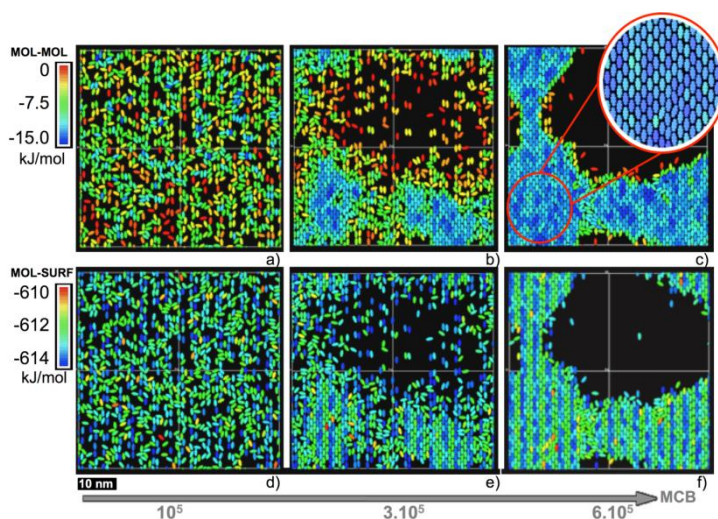 MOL-MOL
0
-7.5
-15.0
kJ/mol
a)
b)
c)
MOL-SURF
-610
-612
-614
kJ/mol
d)
e)
f)
10 nm
MCB
10⁵
3.10⁵
6.10⁵